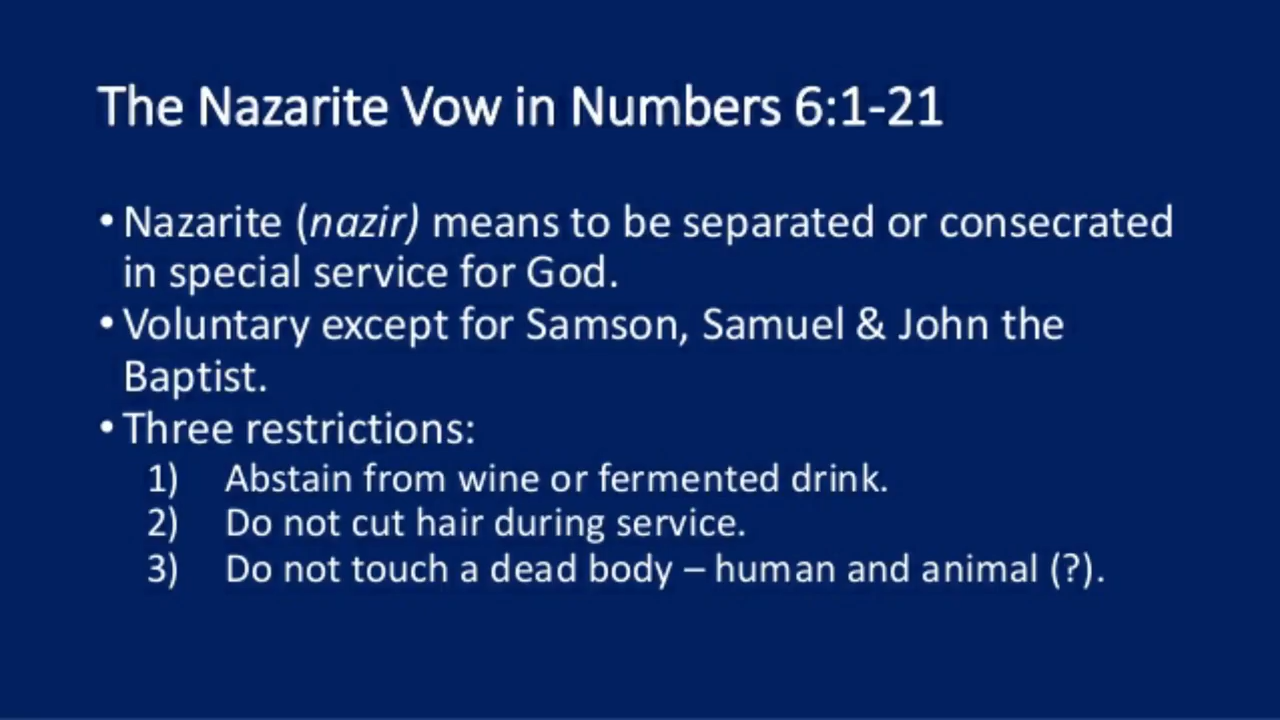 The Nazarite Vow in Numbers 6:1-21
• Nazarite (nazir) means to be separated or consecrated
in special service for God.
• Voluntary except for Samson, Samuel & John the
Baptist.
• Three restrictions:
1) Abstain from wine or fermented drink.
2) Do not cut hair during service.
3) Do not touch a dead body – human and animal (?).